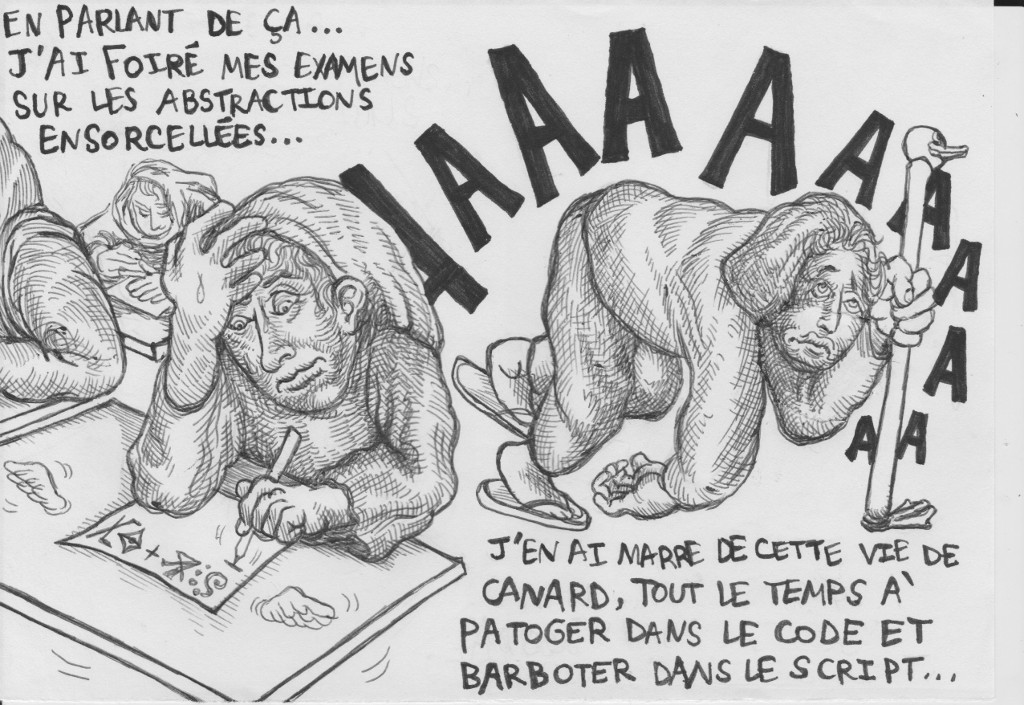 EN PARLANT DE ÇA...
J'AI FOIRÉ MES EXAMENS
SUR LES ABSTRACTIONS
ENSORCELLÉES...
AAAAAAAAAAA
J'EN AI MARRE DE CETTE VIE DE
CANARD, TOUT LE TEMPS À
PATOGER DANS LE CODE ET
BARBOTER DANS LE SCRIPT...